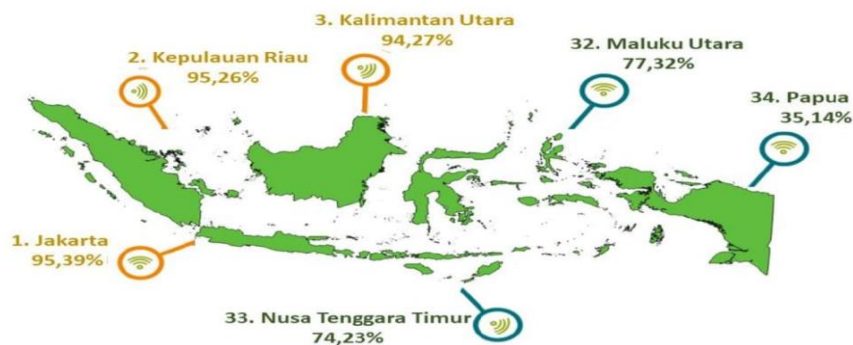 3. Kalimantan Utara
94,27%
2. Kepulauan Riau
95,26%
32. Maluku Utara
77,32%
34. Papua
35,14%
1. Jakarta
95,39%
33. Nusa Tenggara Timur
74,23%